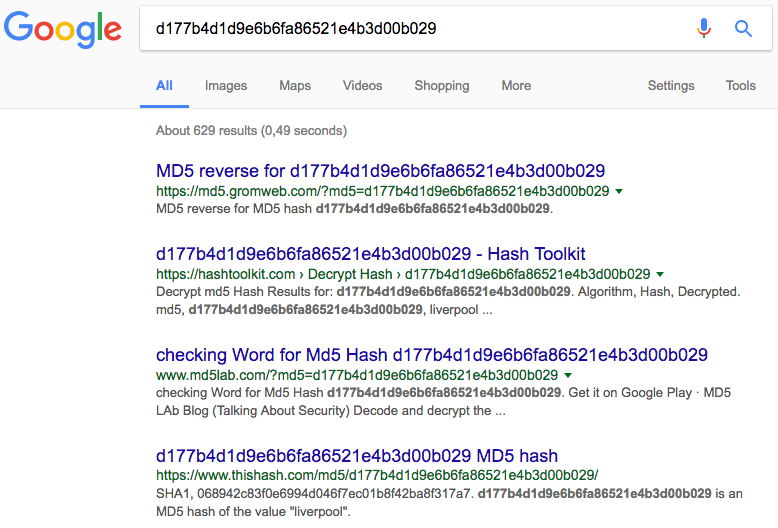 Google
d177b4d1d9e6b6fa86521e4b3d00b029
All Images Maps Videos Shopping More Settings Tools
About 629 results (0,49 seconds)
MD5 reverse for d177b4d1d9e6b6fa86521e4b3d00b029
https://md5.gromweb.com/?md5=d177b4d1d9e6b6fa86521e4b3d00b029
MD5 reverse for MD5 hash d177b4d1d9e6b6fa86521e4b3d00b029.
d177b4d1d9e6b6fa86521e4b3d00b029 - Hash Toolkit
https://hashtoolkit.com › Decrypt Hash › d177b4d1d9e6b6fa86521e4b3d00b029
Decrypt md5 Hash Results for: d177b4d1d9e6b6fa86521e4b3d00b029. Algorithm, Hash, Decrypted.
md5, d177b4d1d9e6b6fa86521e4b3d00b029, liverpool ...
checking Word for Md5 Hash d177b4d1d9e6b6fa86521e4b3d00b029
www.md5lab.com/?md5=d177b4d1d9e6b6fa86521e4b3d00b029
checking Word for Md5 Hash d177b4d1d9e6b6fa86521e4b3d00b029. Get it on Google Play · MD5
LAb Blog (Talking About Security) Decode and decrypt the ...
d177b4d1d9e6b6fa86521e4b3d00b029 MD5 hash
https://www.thishash.com/md5/d177b4d1d9e6b6fa86521e4b3d00b029/
SHA1, 068942c83f0e6994d046f7ec01b8f42ba8f317a7. d177b4d1d9e6b6fa86521e4b3d00b029 is an
MD5 hash of the value "liverpool".